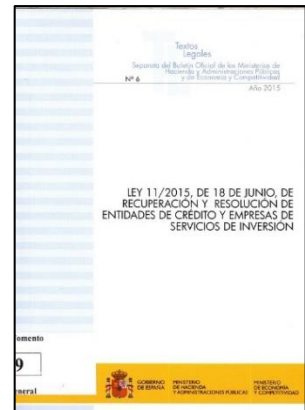 Textos
Legales
Separata del Boletín Oficial de los Ministerios de
Hacienda y Administraciones Públicas
Nº 6
y de Economía y Competitividad
Año 2015
LEY 11/2015, DE 18 DE JUNIO, DE
RECUPERACIÓN Y RESOLUCIÓN DE
ENTIDADES DE CRÉDITO Y EMPRESAS DE
SERVICIOS DE INVERSIÓN
omento
9
eneral
GOBIERNO
DE ESPAÑA
MINISTERIO
DE HACIENDA
Y ADMINISTRACIONES PÚBLICAS
MINISTERIO
DE ECONOMÍA
Y COMPETITIVIDAD